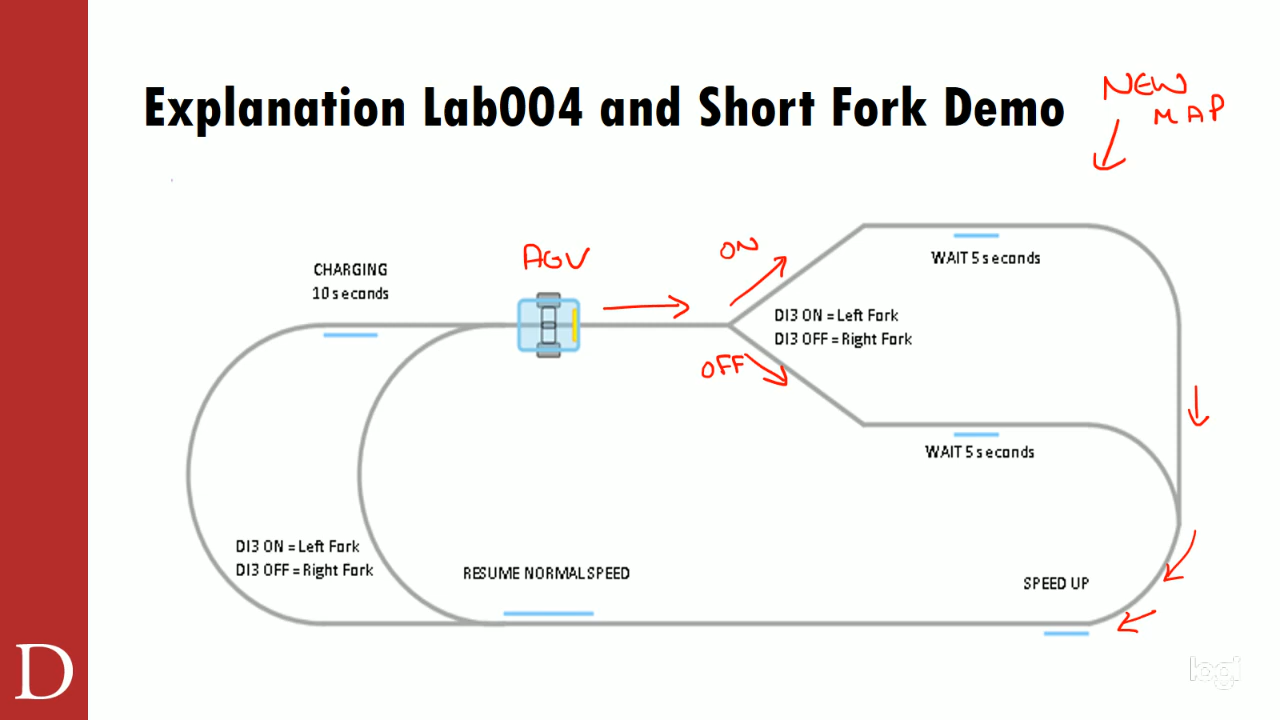 Explanation Lab004 and Short Fork Demo
NEW
MAP
AGV
ON
WAIT 5 seconds
CHARGING
10 seconds
DI3 ON = Left Fork
DI3 OFF = Right Fork
OFF
WAIT 5 seconds
DI3 ON = Left Fork
DI3 OFF = Right Fork
RESUME NORMAL SPEED
SPEED UP
D
logi